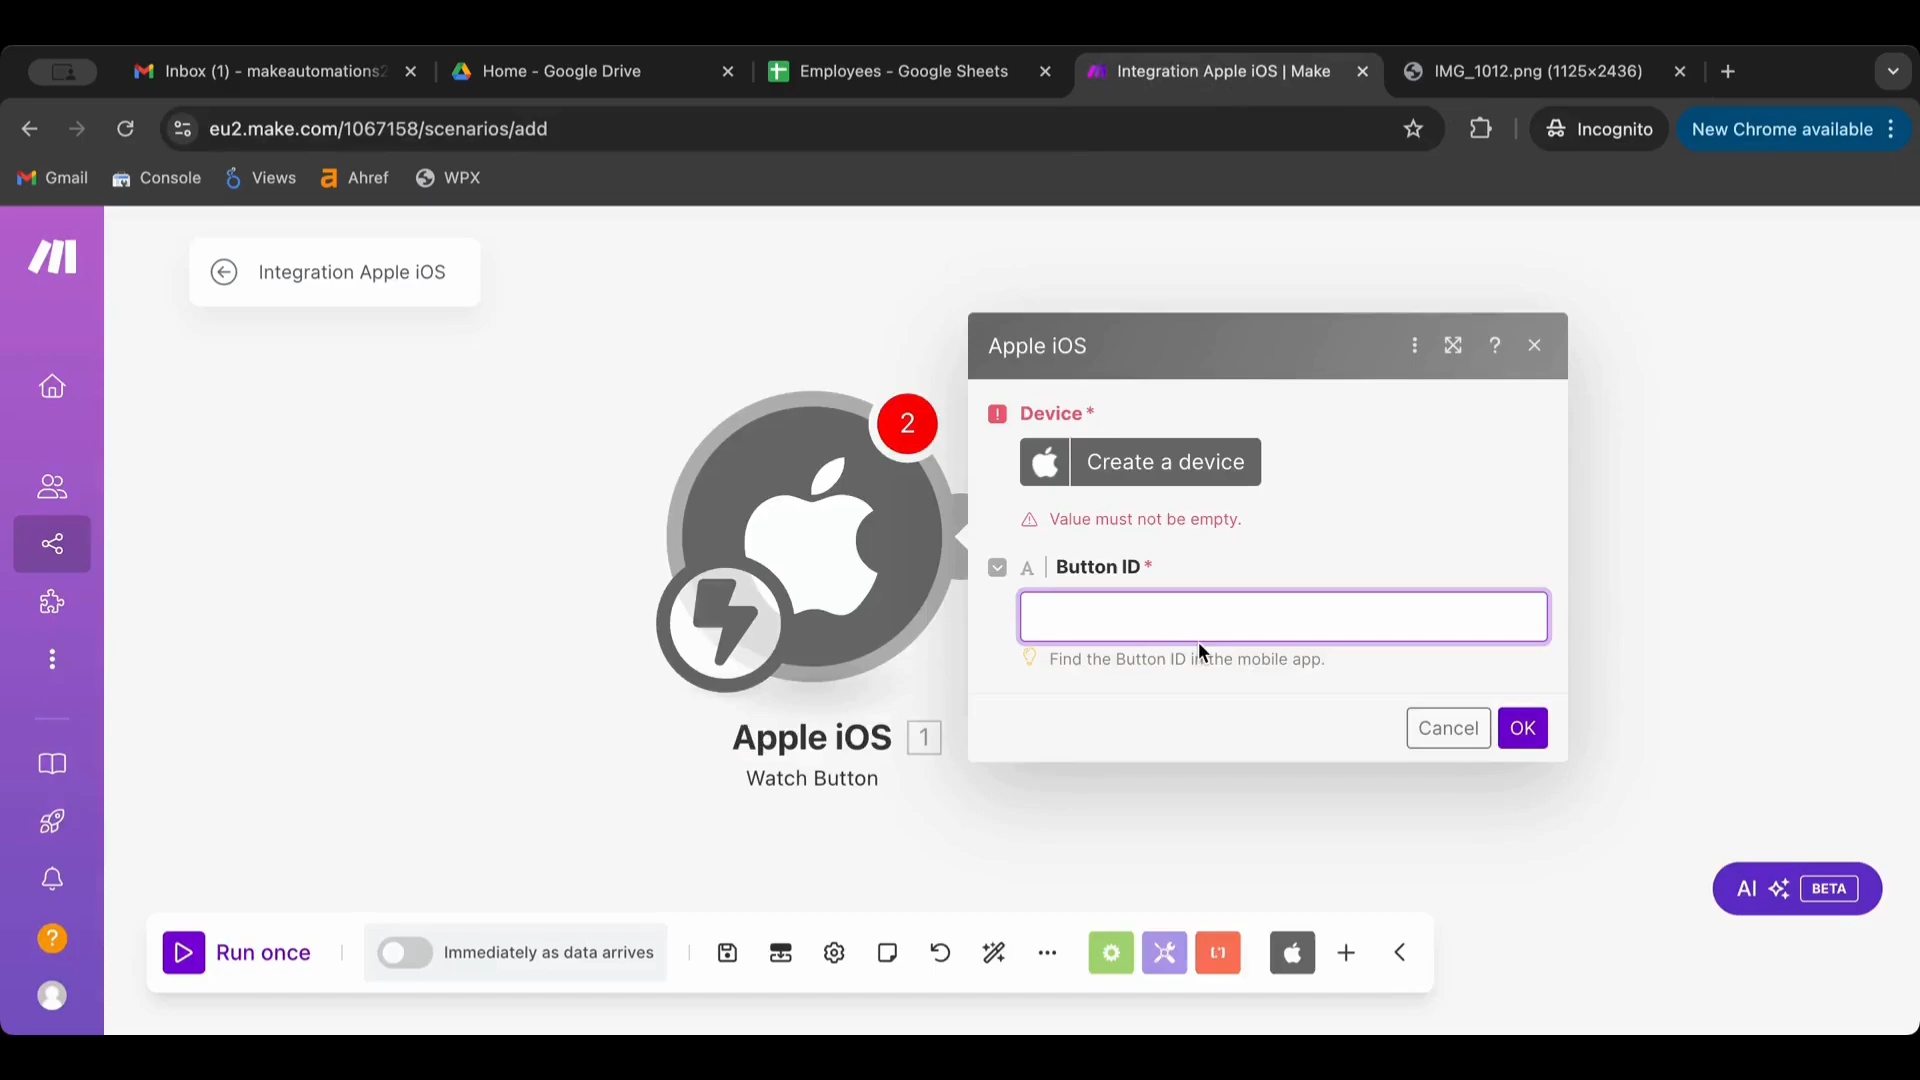 Inbox (1) - makeautomations2
Home - Google Drive
Employees - Google Sheets
Integration Apple iOS | Make
IMG_1012.png (1125×2436)
eu2.make.com/1067158/scenarios/add
Incognito
New Chrome available
Gmail
Console
Views
Ahref
WPX
Integration Apple iOS
Apple iOS
Device *
Create a device
Value must not be empty.
A
Button ID *
Find the Button ID in the mobile app.
Cancel
OK
2
Apple iOS
1
Watch Button
AI
BETA
Run once
Immediately as data arrives